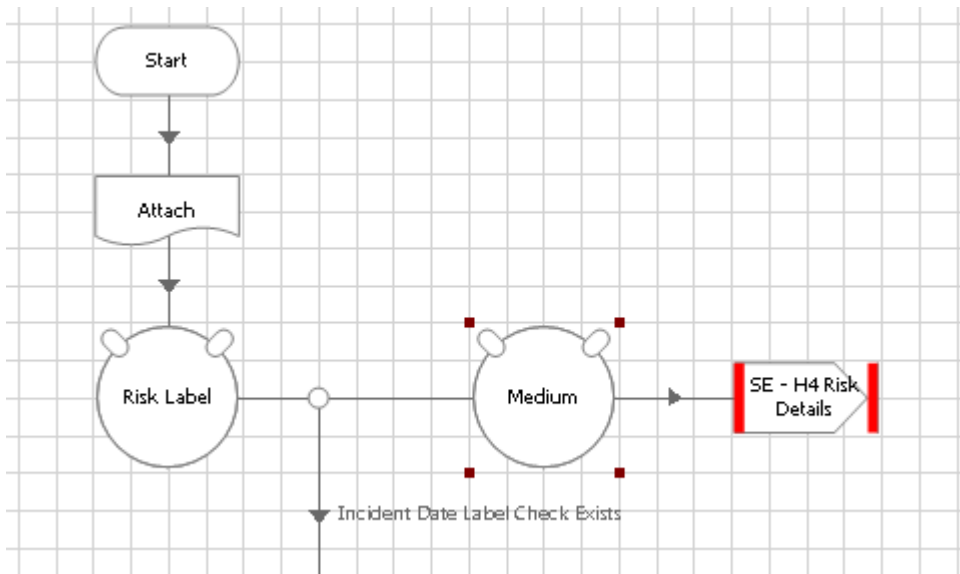 Start
Attach
Risk Label
Medium
SE - H4 Risk
Details
Incident Date Label Check Exists